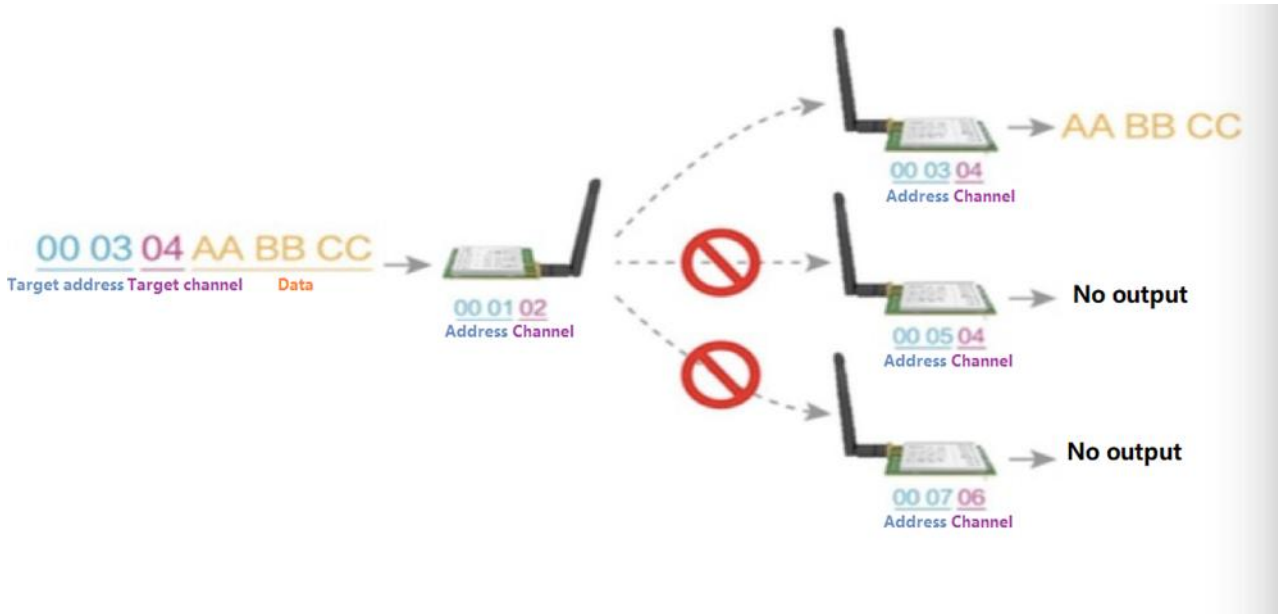 AA BB CC
00 03 04
Address Channel
00 03 04 AA BB CC
Target address Target channel Data
00 01 02
Address Channel
No output
00 05 04
Address Channel
No output
00 07 06
Address Channel